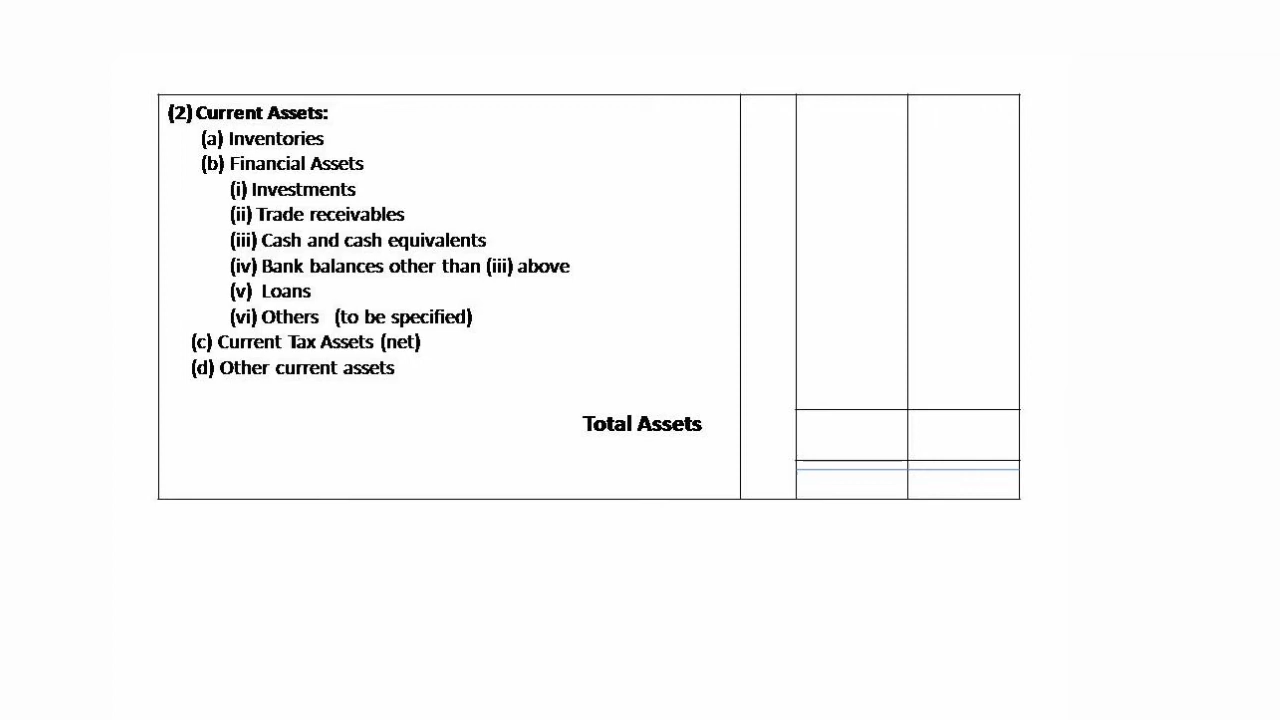 (2) Current Assets:
(a) Inventories
(b) Financial Assets
(i) Investments
(ii) Trade receivables
(iii) Cash and cash equivalents
(iv) Bank balances other than (iii) above
(v) Loans
(vi) Others (to be specified)
(c) Current Tax Assets (net)
(d) Other current assets
Total Assets